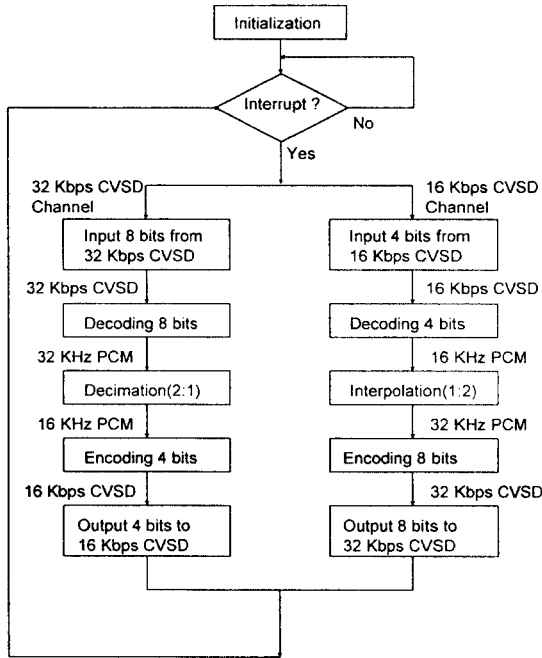 Initialization
Interrupt ?
No
Yes
32 Kbps CVSD
Channel
Input 8 bits from
32 Kbps CVSD
32 Kbps CVSD
Decoding 8 bits
32 KHz PCM
Decimation(2:1)
16 KHz PCM
Encoding 4 bits
16 Kbps CVSD
Output 4 bits to
16 Kbps CVSD
16 Kbps CVSD
Channel
Input 4 bits from
16 Kbps CVSD
16 Kbps CVSD
Decoding 4 bits
16 KHz PCM
Interpolation(1:2)
32 KHz PCM
Encoding 8 bits
32 Kbps CVSD
Output 8 bits to
32 Kbps CVSD